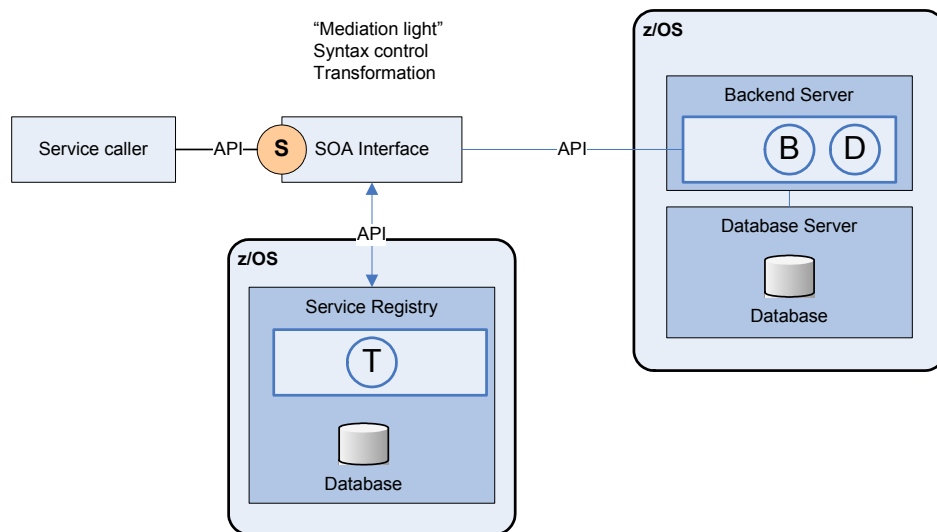 “Mediation light”
Syntax control
Transformation
z/OS
Backend Server
B
D
Service caller
API
S
SOA Interface
API
Database Server
Database
API
z/OS
Service Registry
T
Database